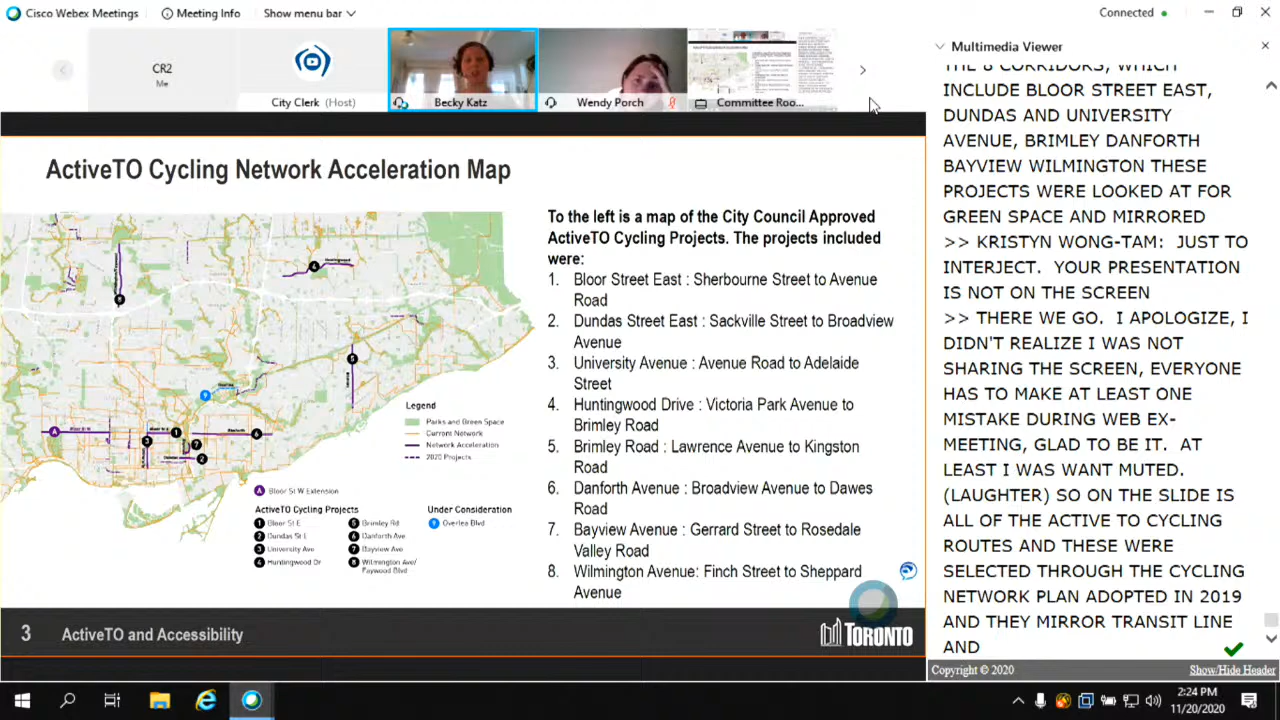 Cisco Webex Meetings
Meeting Info
Show menu bar
Connected
CR2
Me
City Clerk (Host)
Becky Katz
Wendy Porch
Committee Roo...
Multimedia Viewer
ActiveTO Cycling Network Acceleration Map
To the left is a map of the City Council Approved
ActiveTO Cycling Projects. The projects included
were:
1. Bloor Street East : Sherbourne Street to Avenue
Road
2. Dundas Street East : Sackville Street to Broadview
Avenue
3. University Avenue : Avenue Road to Adelaide
Street
4. Huntingwood Drive : Victoria Park Avenue to
Brimley Road
5. Brimley Road : Lawrence Avenue to Kingston
Road
6. Danforth Avenue : Broadview Avenue to Dawes
Road
7. Bayview Avenue : Gerrard Street to Rosedale
Valley Road
8. Wilmington Avenue: Finch Street to Sheppard
Avenue
Legend
Parks and Green Space
Current Network
Network Acceleration
2020 Projects
A Bloor St W Extension
ActiveTO Cycling Projects
1 Bloor St E
2 Dundas St E
3 University Ave
4 Huntingwood Dr
5 Brimley Rd
6 Danforth Ave
7 Bayview Ave
8 Wilmington Ave/
Faywood Blvd
Under Consideration
9 Overlea Blvd
3 ActiveTO and Accessibility
TORONTO
INCLUDE BLOOR STREET EAST,
DUNDAS AND UNIVERSITY
AVENUE, BRIMLEY DANFORTH
BAYVIEW WILMINGTON THESE
PROJECTS WERE LOOKED AT FOR
GREEN SPACE AND MIRRORED
>> KRISTYN WONG-TAM: JUST TO
INTERJECT. YOUR PRESENTATION
IS NOT ON THE SCREEN
>> THERE WE GO. I APOLOGIZE, I
DIDN'T REALIZE I WAS NOT
SHARING THE SCREEN, EVERYONE
HAS TO MAKE AT LEAST ONE
MISTAKE DURING WEB EX-
MEETING, GLAD TO BE IT. AT
LEAST I WAS WANT MUTED.
(LAUGHTER) SO ON THE SLIDE IS
ALL OF THE ACTIVE TO CYCLING
ROUTES AND THESE WERE
SELECTED THROUGH THE CYCLING
NETWORK PLAN ADOPTED IN 2019
AND THEY MIRROR TRANSIT LINE
AND
Copyright © 2020
Show/Hide Header
2:24 PM
11/20/2020